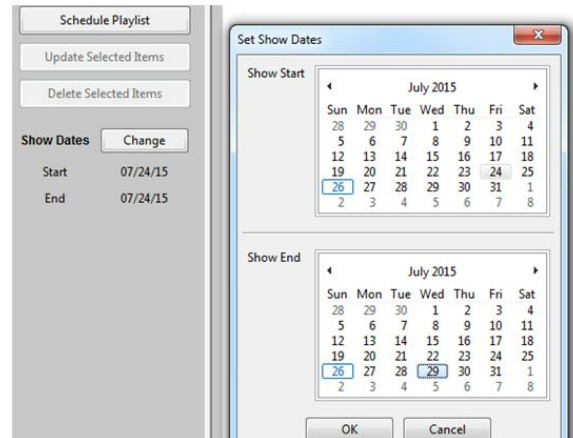 Schedule Playlist
Update Selected Items
Delete Selected Items
Show Dates Change
Start 07/24/15
End 07/24/15
Set Show Dates
Show Start
July 2015
Sun Mon Tue Wed Thu Fri Sat
28 29 30 1 2 3 4
5 6 7 8 9 10 11
12 13 14 15 16 17 18
19 20 21 22 23 24 25
26 27 28 29 30 31 1
2 3 4 5 6 7 8
Show End
July 2015
Sun Mon Tue Wed Thu Fri Sat
28 29 30 1 2 3 4
5 6 7 8 9 10 11
12 13 14 15 16 17 18
19 20 21 22 23 24 25
26 27 28 29 30 31 1
2 3 4 5 6 7 8
OK Cancel